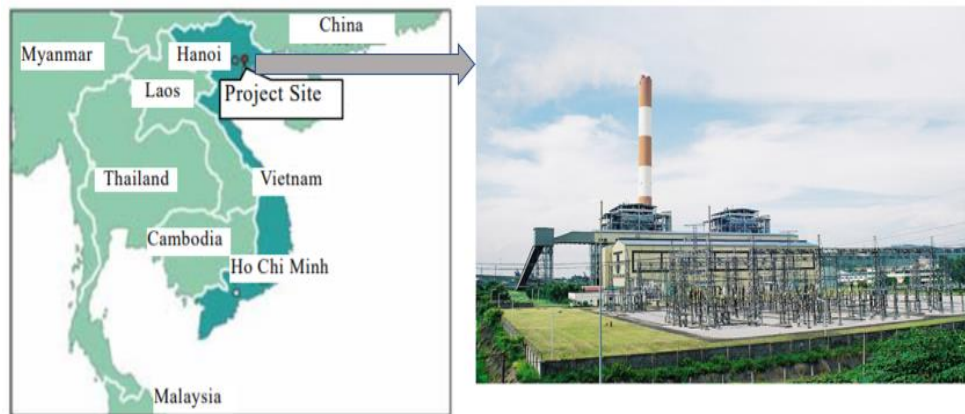 China
Myanmar
Hanoi
Laos
Project Site
Thailand
Vietnam
Cambodia
Ho Chi Minh
Malaysia